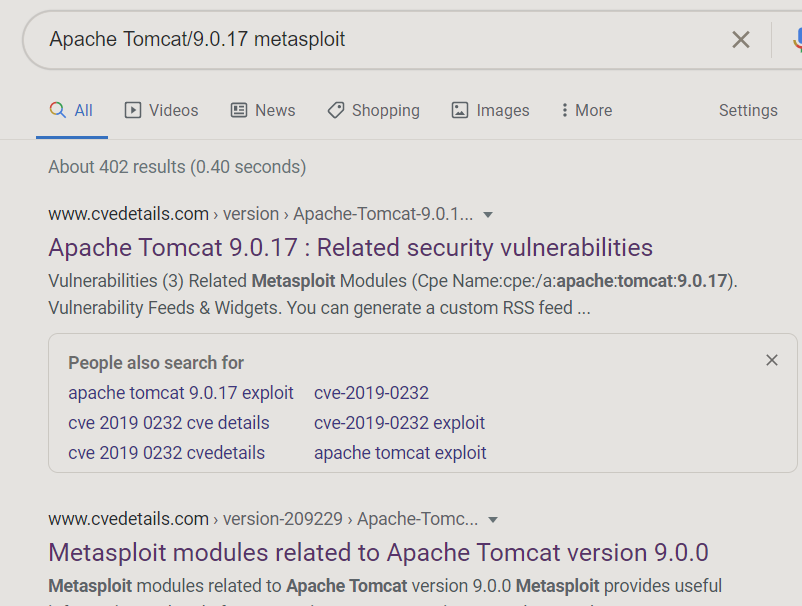 Apache Tomcat/9.0.17 metasploit
All Videos News Shopping Images More Settings
About 402 results (0.40 seconds)
www.cvedetails.com › version › Apache-Tomcat-9.0.1...
Apache Tomcat 9.0.17 : Related security vulnerabilities
Vulnerabilities (3) Related Metasploit Modules (Cpe Name:cpe:/a:apache:tomcat:9.0.17).
Vulnerability Feeds & Widgets. You can generate a custom RSS feed ...
People also search for
apache tomcat 9.0.17 exploit cve-2019-0232
cve 2019 0232 cve details cve-2019-0232 exploit
cve 2019 0232 cvedetails apache tomcat exploit
www.cvedetails.com › version-209229 › Apache-Tomc...
Metasploit modules related to Apache Tomcat version 9.0.0
Metasploit modules related to Apache Tomcat version 9.0.0 Metasploit provides useful